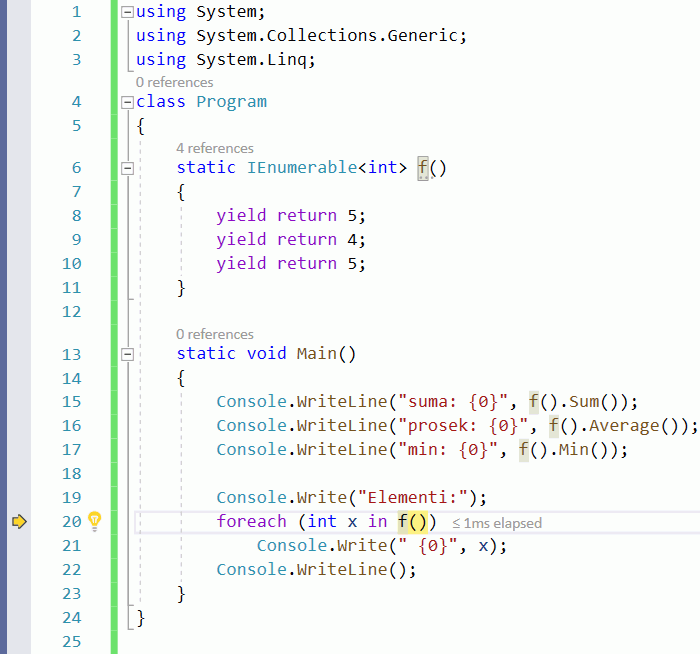 1 using System;
2 using System.Collections.Generic;
3 using System.Linq;
0 references
4 class Program
5 {
4 references
6 static IEnumerable<int> f()
7 {
8 yield return 5;
9 yield return 4;
10 yield return 5;
11 }
12
0 references
13 static void Main()
14 {
15 Console.WriteLine("suma: {0}", f().Sum());
16 Console.WriteLine("prosek: {0}", f().Average());
17 Console.WriteLine("min: {0}", f().Min());
18
19 Console.Write("Elementi:");
20 foreach (int x in f()) ≤ 1ms elapsed
21 Console.Write(" {0}", x);
22 Console.WriteLine();
23 }
24 }
25